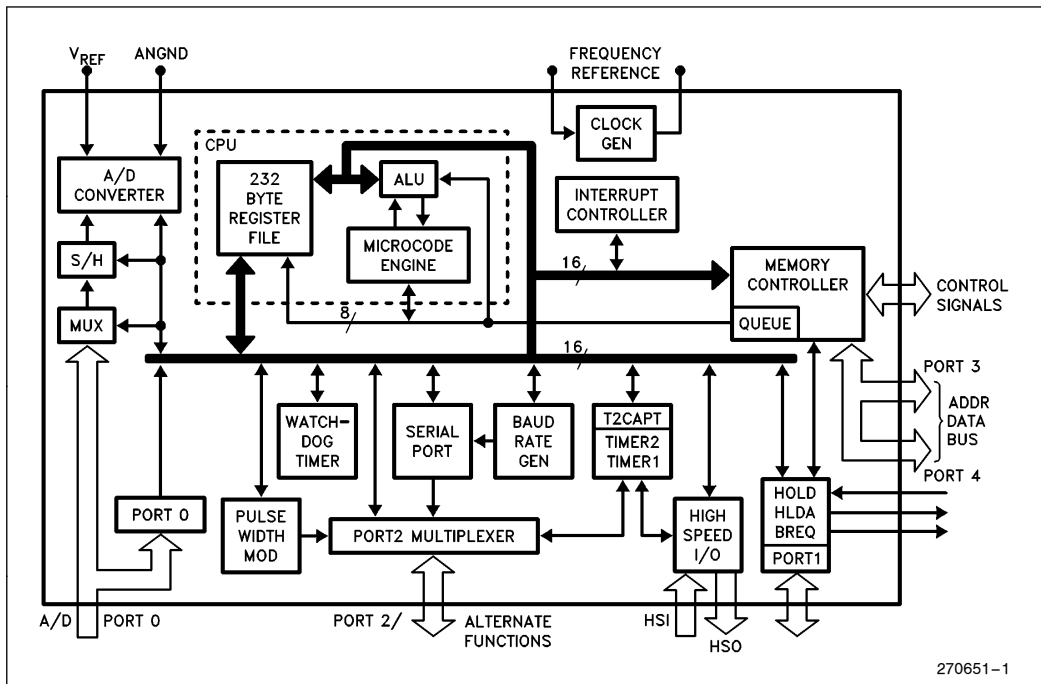 VREF
ANGND
FREQUENCY
REFERENCE
CLOCK
GEN
CPU
A/D
CONVERTER
232
BYTE
REGISTER
FILE
ALU
INTERRUPT
CONTROLLER
S/H
MICROCODE
ENGINE
16
MEMORY
CONTROLLER
QUEUE
CONTROL
SIGNALS
MUX
8
16
PORT 3
ADDR
DATA
BUS
PORT 4
WATCH-
DOG
TIMER
SERIAL
PORT
BAUD
RATE
GEN
T2CAPT
TIMER2
TIMER1
PORT 0
PULSE
WIDTH
MOD
PORT2 MULTIPLEXER
HIGH
SPEED
I/O
HOLD
HLDA
BREQ
PORT1
A/D
PORT 0
PORT 2/
ALTERNATE
FUNCTIONS
HSI
HSO
270651-1